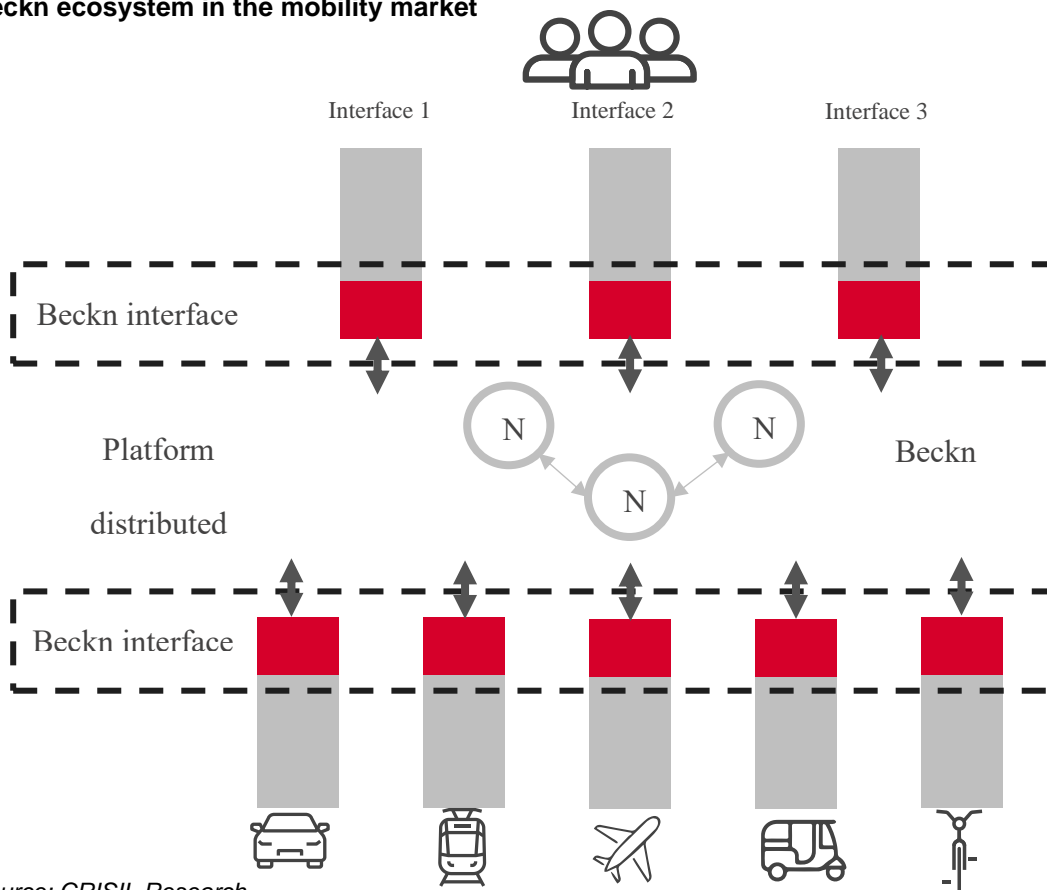 eckn ecosystem in the mobility market
Interface 1
Interface 2
Interface 3
Beckn interface
N
N
Platform
Beckn
N
distributed
Beckn interface
urce: CRISIL Research